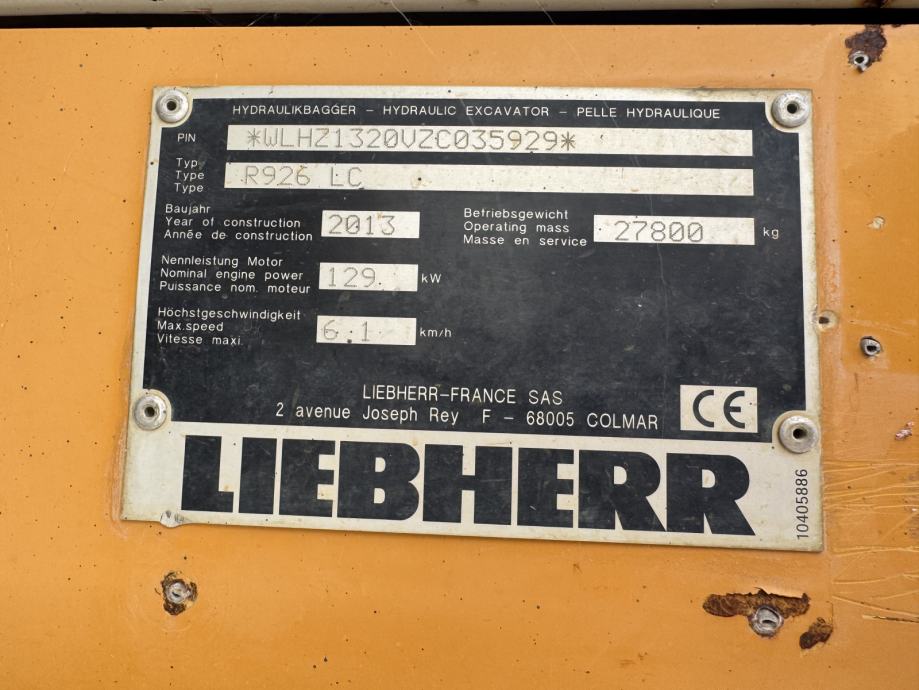 HYDRAULIKBAGGER – HYDRAULIC EXCAVATOR – PELLE HYDRAULIQUE
PIN *WLHZ1320VZC035929*
Typ
Type R926 LC
Type
Baujahr
Year of construction 2013
Année de construction
Betriebsgewicht
Operating mass 27800 kg
Masse en service
Nennleistung Motor
Nominal engine power 129 kW
Puissance nom. moteur
Höchstgeschwindigkeit
Max.speed 6.1 km/h
Vitesse maxi.
LIEBHERR–FRANCE SAS
2 avenue Joseph Rey F – 68005 COLMAR
CE
LIEBHERR
10405886